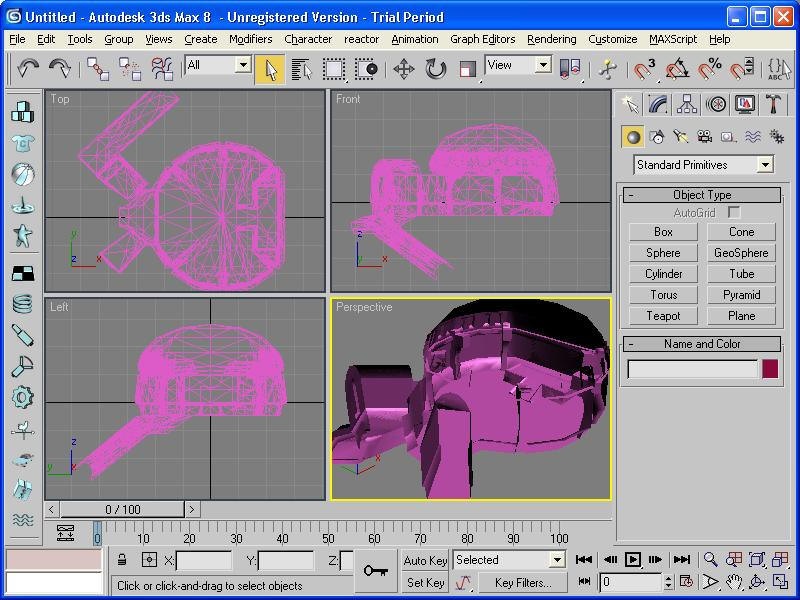 Untitled - Autodesk 3ds Max 8 - Unregistered Version - Trial Period
File Edit Tools Group Views Create Modifiers Character reactor Animation Graph Editors Rendering Customize MAXScript Help
All
View
3
%
ABC
Top
Front
Standard Primitives
- Object Type
AutoGrid
Box Cone
Sphere GeoSphere
Cylinder Tube
Torus Pyramid
Teapot Plane
- Name and Color
z
y
x
z
x
Left
Perspective
z
y
x
< 0 / 100 >
0 10 20 30 40 50 60 70 80 90 100
X: Y: Z:
Auto Key Selected
Click or click-and-drag to select objects
Set Key Key Filters... 0